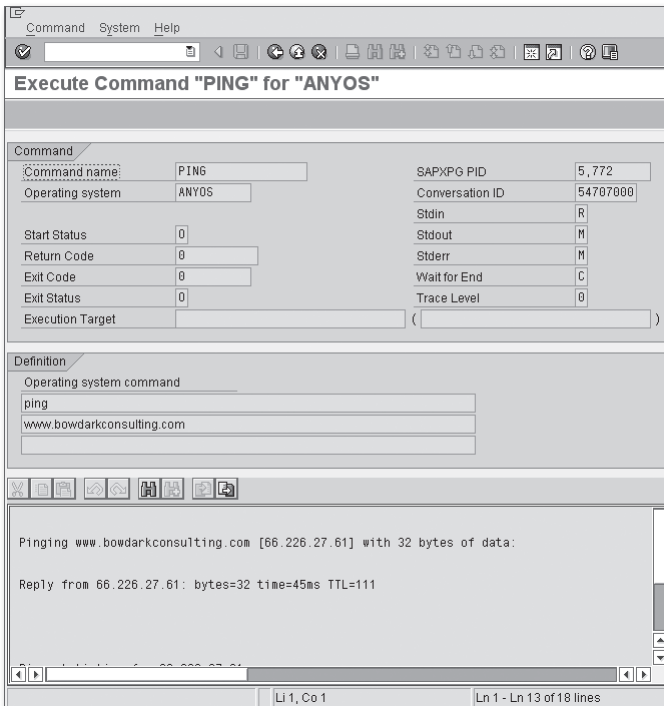 Command System Help
Execute Command "PING" for "ANYOS"
Command
Command name PING SAPXPG PID 5,772
Operating system ANYOS Conversation ID 54707000
Stdin R
Start Status O Stdout M
Return Code 0 Stderr M
Exit Code 0 Wait for End C
Exit Status O Trace Level 0
Execution Target ( )
Definition
Operating system command
ping
www.bowdarkconsulting.com
Pinging www.bowdarkconsulting.com [66.226.27.61] with 32 bytes of data:
Reply from 66.226.27.61: bytes=32 time=45ms TTL=111
Li 1, Co 1 Ln 1 - Ln 13 of 18 lines